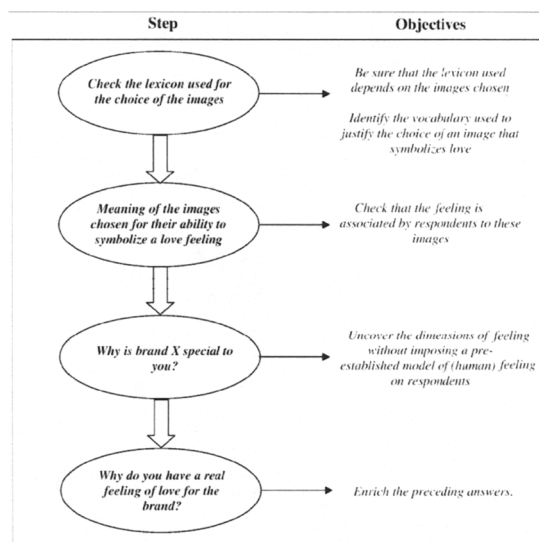 Step
Objectives
Check the lexicon used for
the choice of the images
Be sure that the lexicon used
depends on the images chosen
Identify the vocabulary used to
justify the choice of an image that
symbolizes love
Meaning of the images
chosen for their ability to
symbolize a love feeling
Check that the feeling is
associated by respondents to these
images
Why is brand X special to
you?
Uncover the dimensions of feeling
without imposing a pre-
established model of (human) feeling
on respondents
Why do you have a real
feeling of love for the
brand?
Enrich the preceding answers.